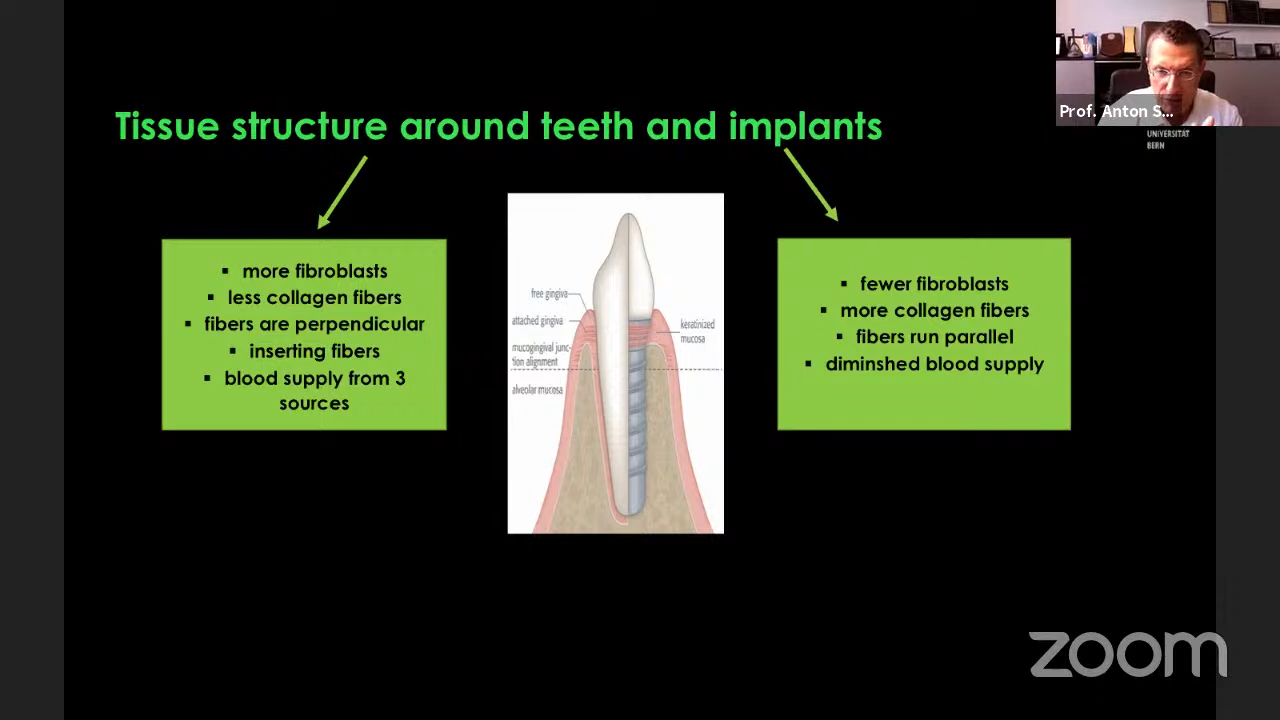 Prof. Anton S...
UNIVERSITÄT
BERN
Tissue structure around teeth and implants
▪ more fibroblasts
▪ less collagen fibers
▪ fibers are perpendicular
▪ inserting fibers
▪ blood supply from 3
sources
free gingiva
attached gingiva
mucogingival junc-
tion alignment
alveolar mucosa
keratinized
mucosa
▪ fewer fibroblasts
▪ more collagen fibers
▪ fibers run parallel
▪ diminshed blood supply
zoom